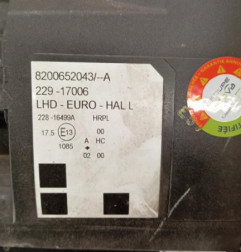 8200652043/--A
229 -17006
LHD - EURO - HAL L
228 -16499A HRPL
17.5 E13 00
A HC
1085
02 00